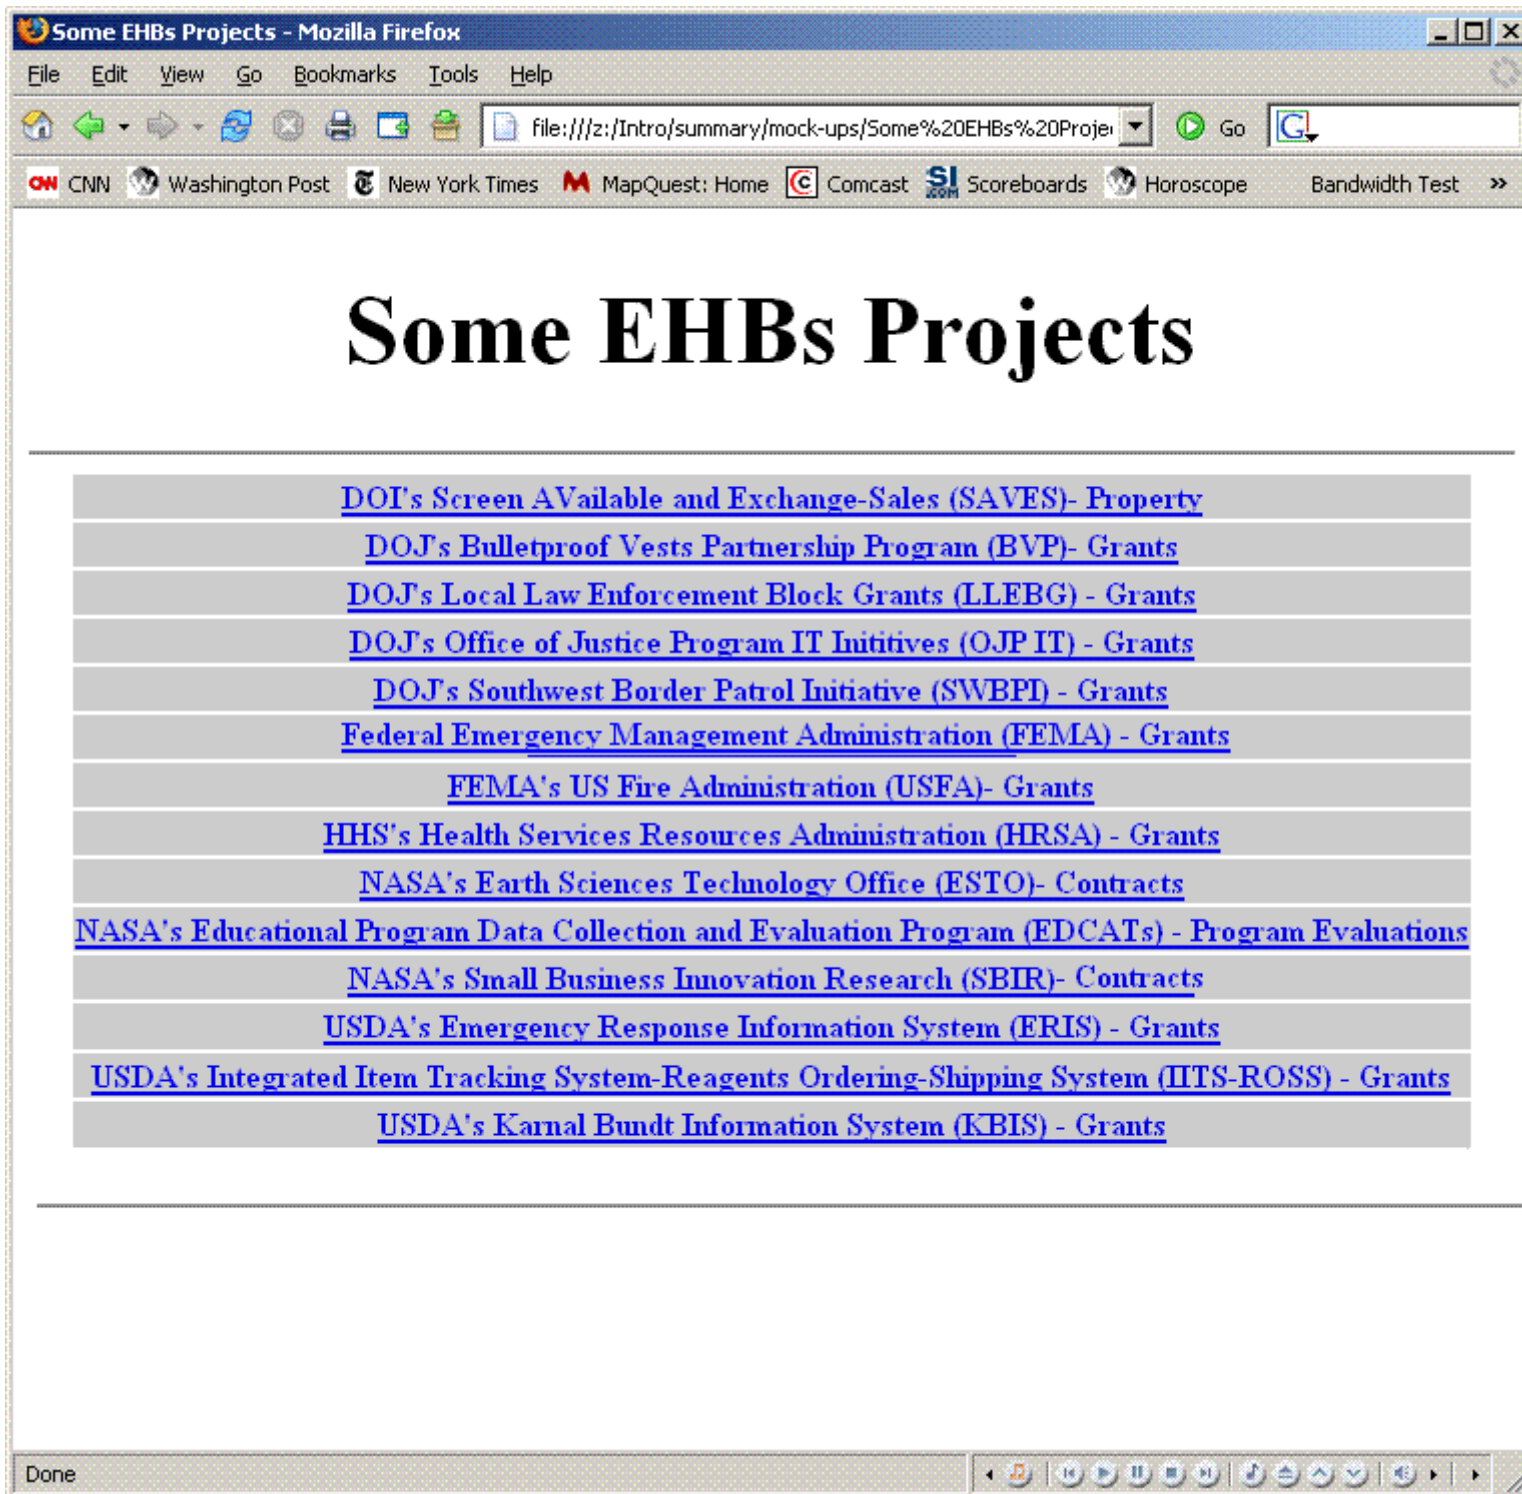 Some EHBs Projects - Mozilla Firefox
File Edit View Go Bookmarks Tools Help
file:///z:/Intro/summary/mock-ups/Some%20EHBs%20Proje Go G
CNN CNN Washington Post T New York Times MapQuest: Home C Comcast SI.COM Scoreboards Horoscope Bandwidth Test »
Some EHBs Projects
DOI's Screen AVailable and Exchange-Sales (SAVES)- Property
DOJ's Bulletproof Vests Partnership Program (BVP)- Grants
DOJ's Local Law Enforcement Block Grants (LLEBG) - Grants
DOJ's Office of Justice Program IT Inititives (OJP IT) - Grants
DOJ's Southwest Border Patrol Initiative (SWBPI) - Grants
Federal Emergency Management Administration (FEMA) - Grants
FEMA's US Fire Administration (USFA)- Grants
HHS's Health Services Resources Administration (HRSA) - Grants
NASA's Earth Sciences Technology Office (ESTO)- Contracts
NASA's Educational Program Data Collection and Evaluation Program (EDCATs) - Program Evaluations
NASA's Small Business Innovation Research (SBIR)- Contracts
USDA's Emergency Response Information System (ERIS) - Grants
USDA's Integrated Item Tracking System-Reagents Ordering-Shipping System (IITS-ROSS) - Grants
USDA's Karnal Bundt Information System (KBIS) - Grants
Done